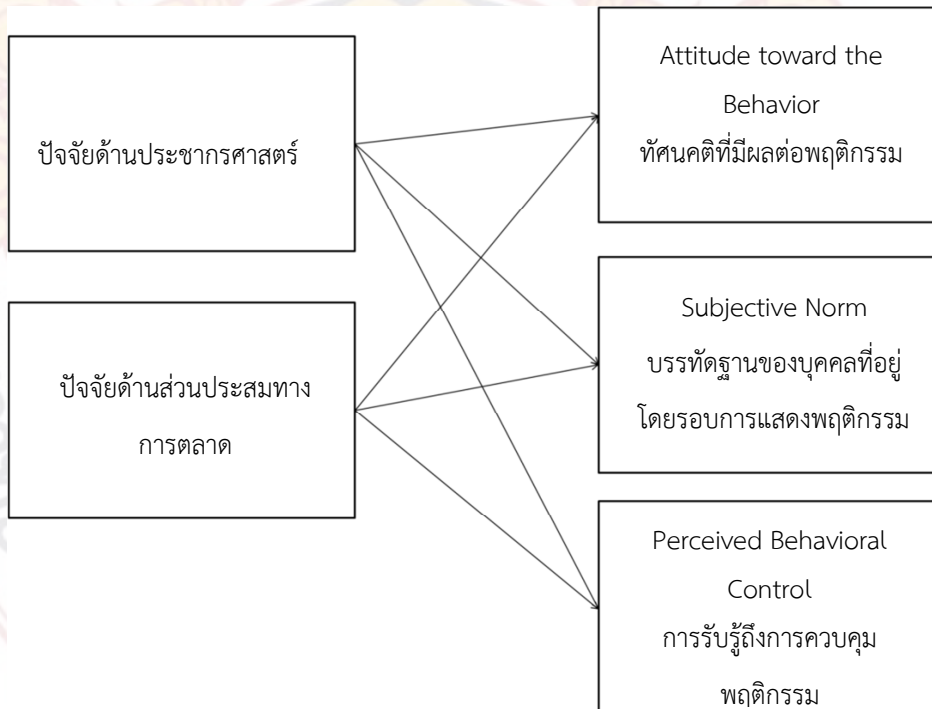 ปัจจัยด้านประชากรศาสตร์
ปัจจัยด้านส่วนประสมทาง
การตลาด
Attitude toward the
Behavior
ทัศนคติที่มีผลต่อพฤติกรรม
Subjective Norm
บรรทัดฐานของบุคคลที่อยู่
โดยรอบการแสดงพฤติกรรม
Perceived Behavioral
Control
การรับรู้ถึงการควบคุม
พฤติกรรม